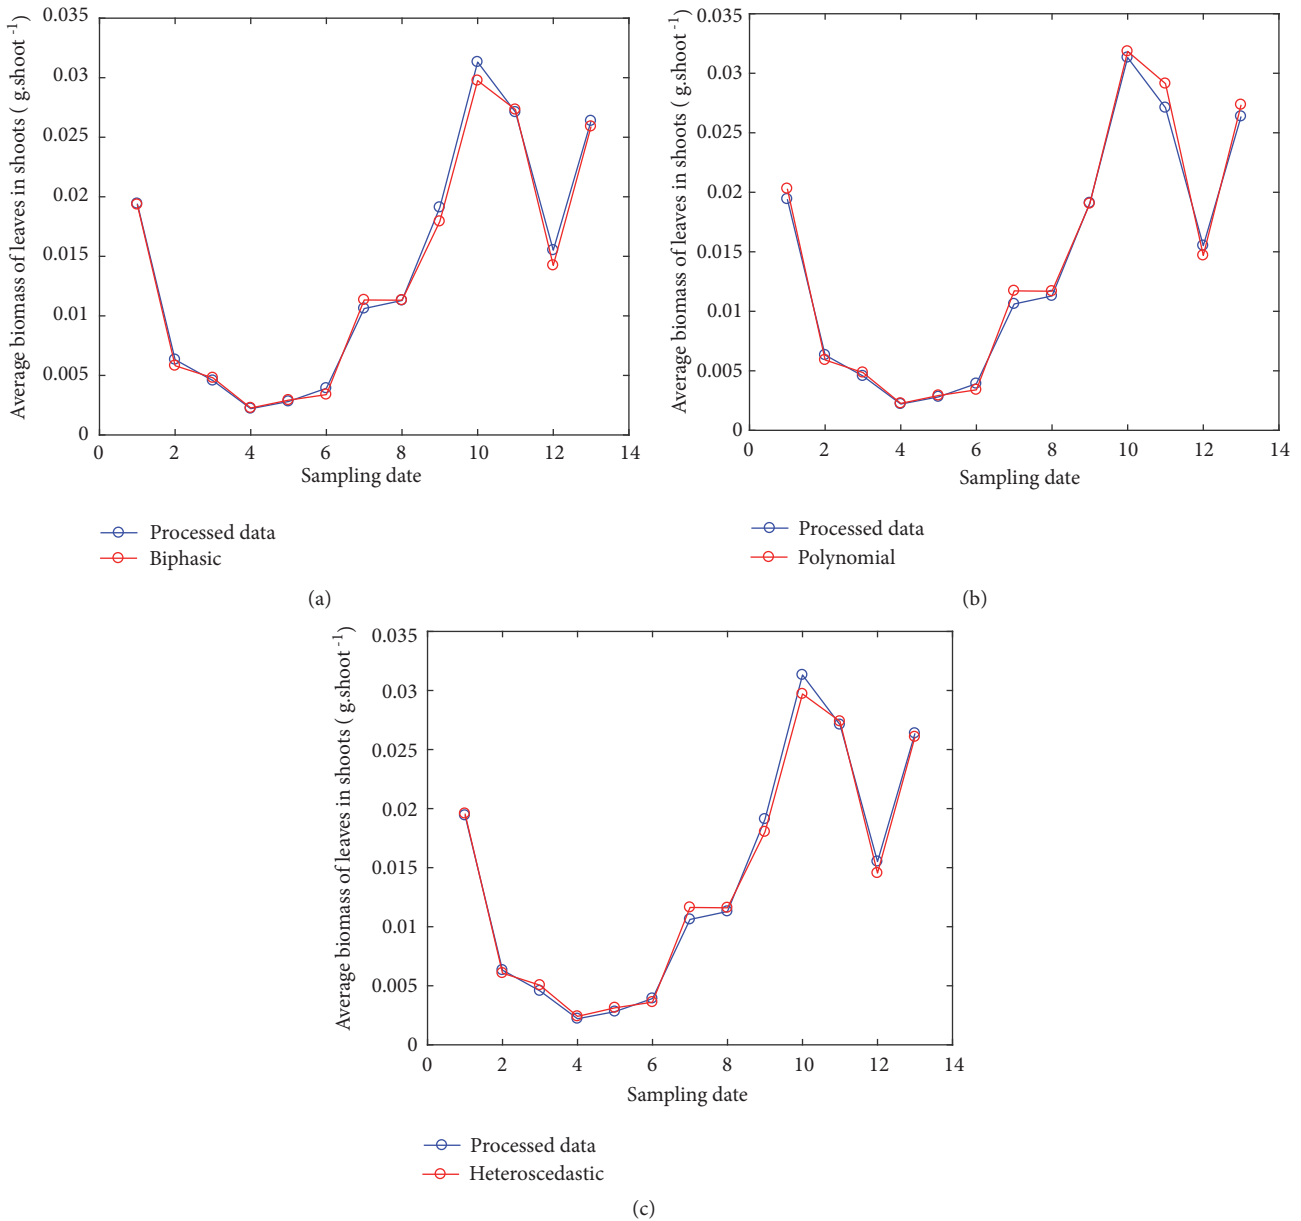 Average biomass of leaves in shoots ( g.shoot -1)
0.035
0.03
0.025
0.02
0.015
0.01
0.005
0
0 2 4 6 8 10 12 14
Sampling date
Processed data
Biphasic
(a)
Average biomass of leaves in shoots ( g.shoot -1)
0.035
0.03
0.025
0.02
0.015
0.01
0.005
0
0 2 4 6 8 10 12 14
Sampling date
Processed data
Polynomial
(b)
Average biomass of leaves in shoots ( g.shoot -1)
0.035
0.03
0.025
0.02
0.015
0.01
0.005
0
0 2 4 6 8 10 12 14
Sampling date
Processed data
Heteroscedastic
(c)